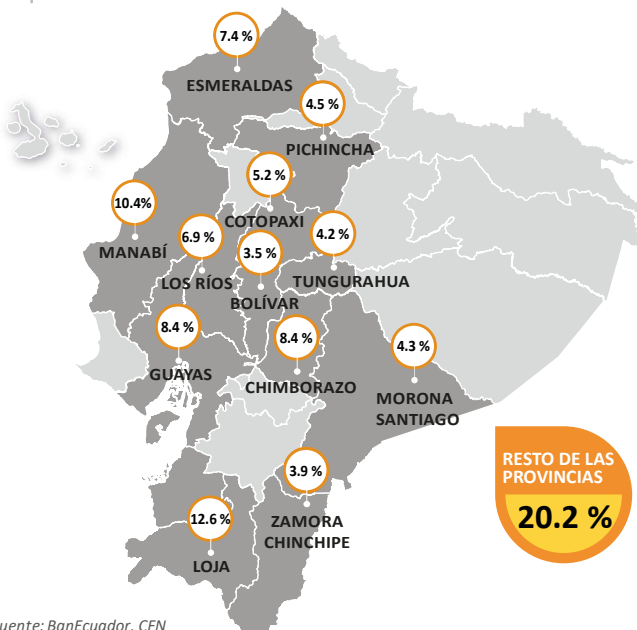 7.4 %
ESMERALDAS
4.5 %
PICHINCHA
5.2 %
COTOPAXI
10.4%
MANABÍ
6.9 %
LOS RÍOS
3.5 %
BOLÍVAR
4.2 %
TUNGURAHUA
8.4 %
GUAYAS
8.4 %
CHIMBORAZO
4.3 %
MORONA
SANTIAGO
3.9 %
ZAMORA
CHINCHIPE
12.6 %
LOJA
RESTO DE LAS
PROVINCIAS
20.2 %
uente: BanEcuador, CFN